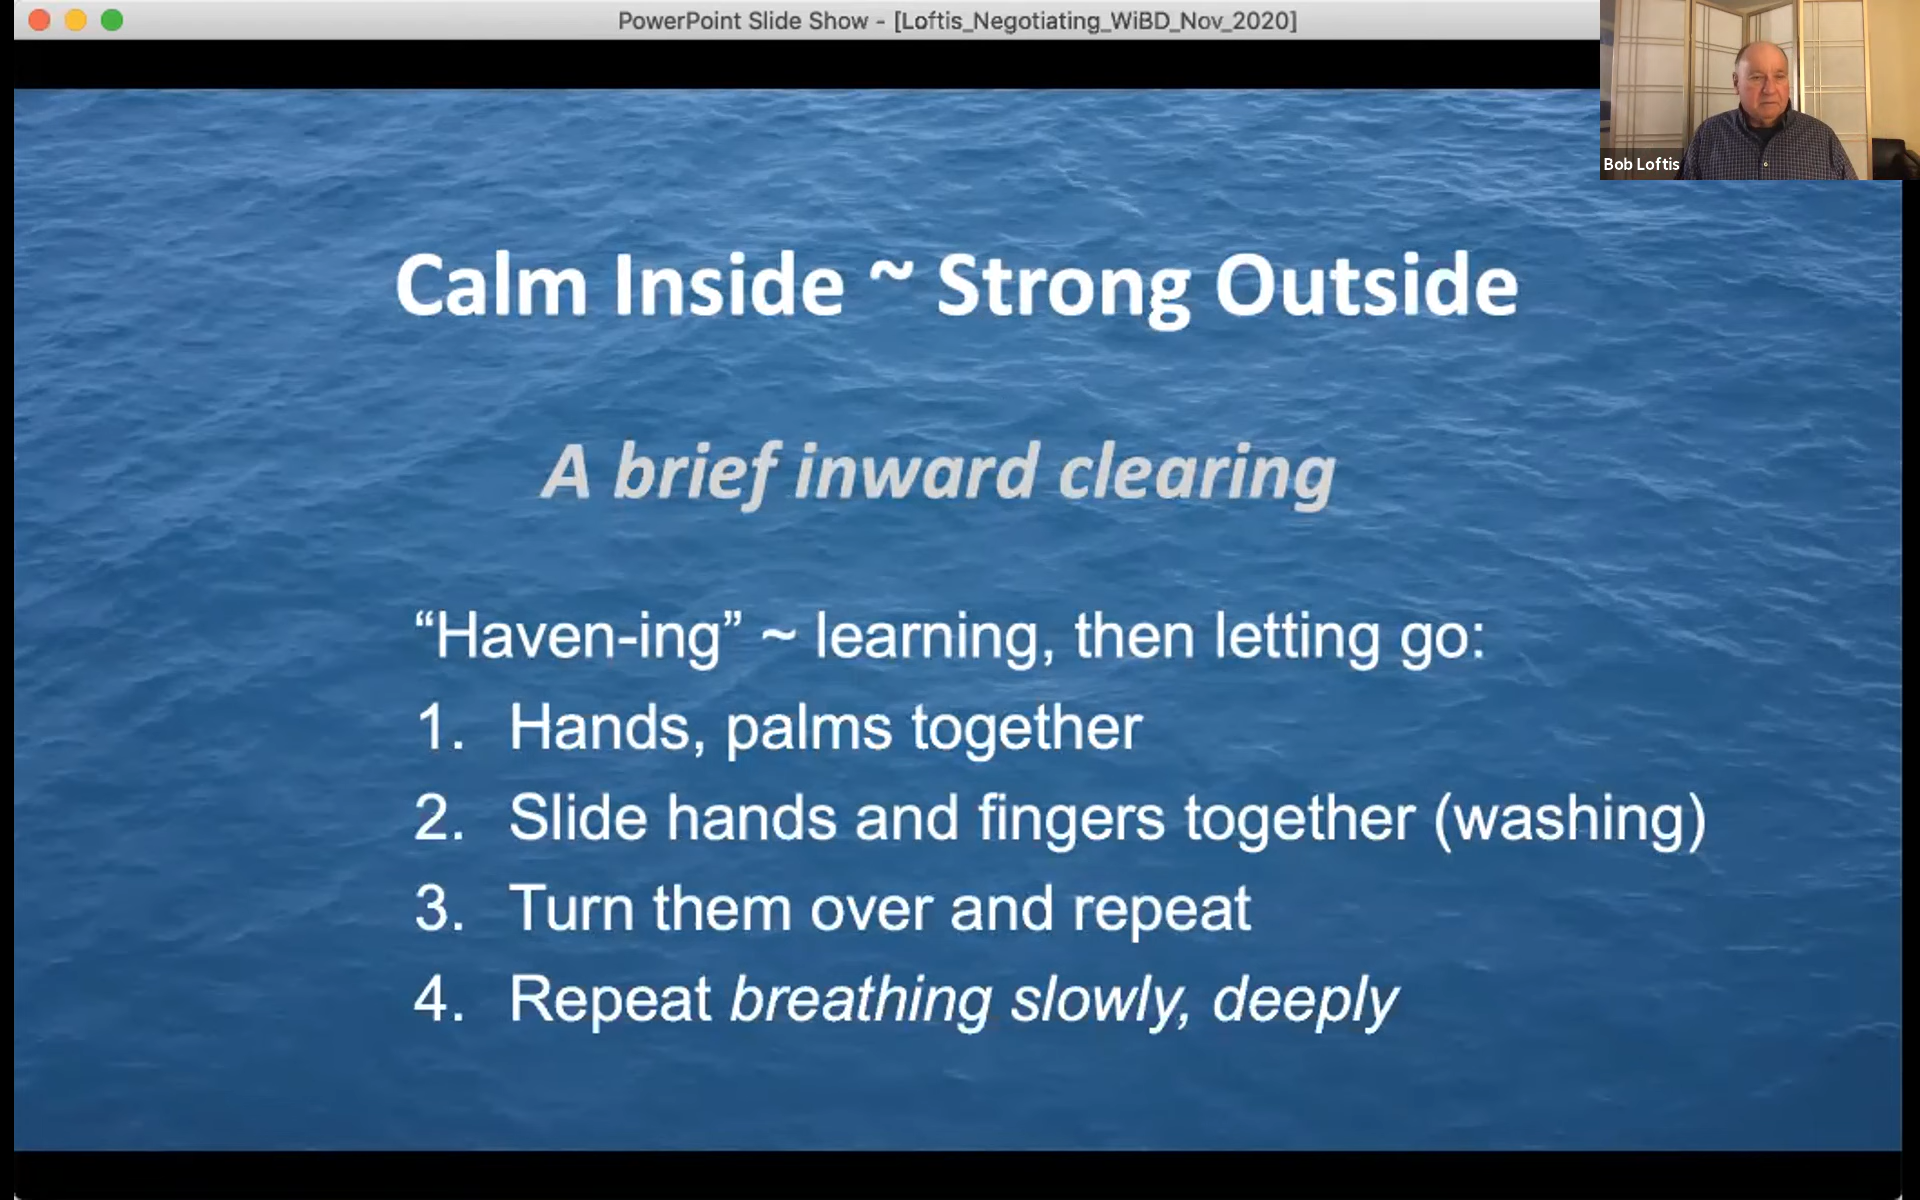 PowerPoint Slide Show - [Loftis_Negotiating_WiBD_Nov_2020]
Bob Loftis
Calm Inside ~ Strong Outside
A brief inward clearing
“Haven-ing” ~ learning, then letting go:
1. Hands, palms together
2. Slide hands and fingers together (washing)
3. Turn them over and repeat
4. Repeat breathing slowly, deeply